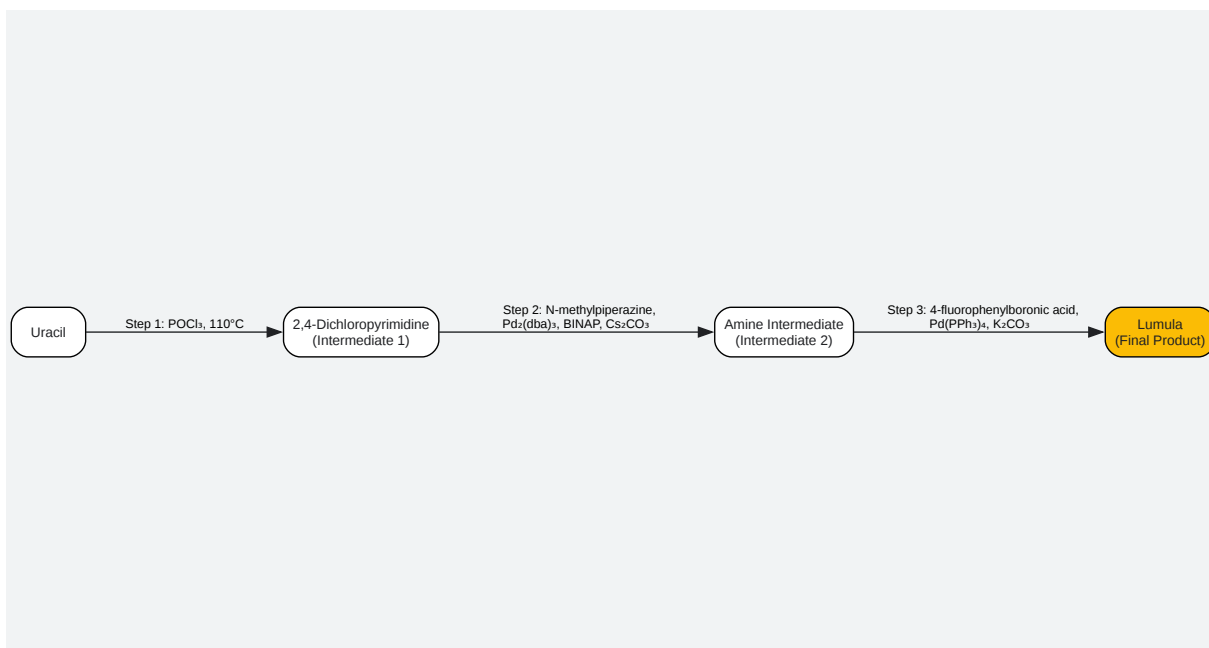 Uracil
Step 1: POCl₃, 110°C
2,4-Dichloropyrimidine
(Intermediate 1)
Step 2: N-methylpiperazine,
Pd₂(dba)₃, BINAP, Cs₂CO₃
Amine Intermediate
(Intermediate 2)
Step 3: 4-fluorophenylboronic acid,
Pd(PPh₃)₄, K₂CO₃
Lumula
(Final Product)